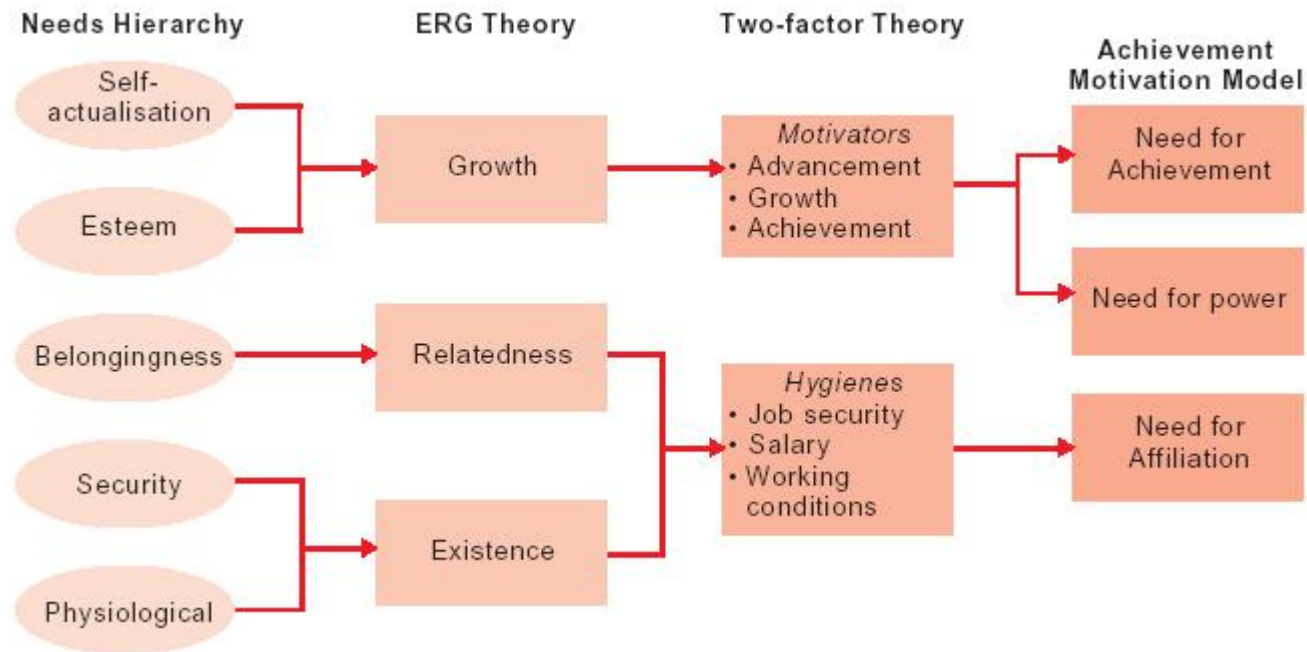 Needs Hierarchy
ERG Theory
Two-factor Theory
Achievement
Motivation Model
Self-
actualisation
Esteem
Belongingness
Security
Physiological
Growth
Relatedness
Existence
Motivators
• Advancement
• Growth
• Achievement
Hygienes
• Job security
• Salary
• Working
conditions
Need for
Achievement
Need for power
Need for
Affiliation